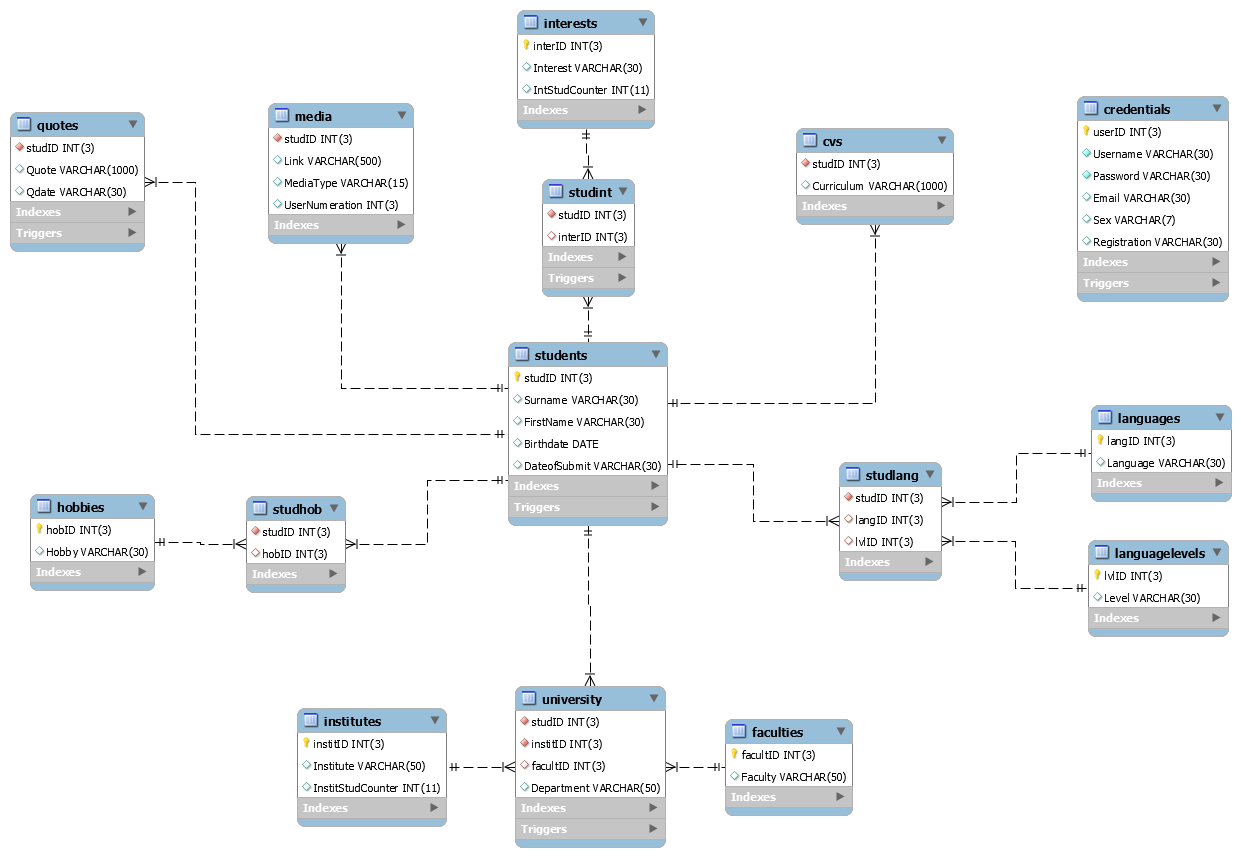 interests
interID INT(3)
Interest VARCHAR(30)
IntStudCounter INT(11)
Indexes
quotes
studID INT(3)
Quote VARCHAR(1000)
Qdate VARCHAR(30)
Indexes
Triggers
media
studID INT(3)
Link VARCHAR(500)
MediaType VARCHAR(15)
UserNumeration INT(3)
Indexes
studint
studID INT(3)
interID INT(3)
Indexes
Triggers
cvs
studID INT(3)
Curriculum VARCHAR(1000)
Indexes
credentials
userID INT(3)
Username VARCHAR(30)
Password VARCHAR(30)
Email VARCHAR(30)
Sex VARCHAR(7)
Registration VARCHAR(30)
Indexes
Triggers
students
studID INT(3)
Surname VARCHAR(30)
FirstName VARCHAR(30)
Birthdate DATE
DateofSubmit VARCHAR(30)
Indexes
Triggers
languages
langID INT(3)
Language VARCHAR(30)
Indexes
studlang
studID INT(3)
langID INT(3)
lvlID INT(3)
Indexes
hobbies
hobID INT(3)
Hobby VARCHAR(30)
Indexes
studhob
studID INT(3)
hobID INT(3)
Indexes
languagelevels
lvlID INT(3)
Level VARCHAR(30)
Indexes
institutes
institID INT(3)
Institute VARCHAR(50)
InstitStudCounter INT(11)
Indexes
university
studID INT(3)
institID INT(3)
facultID INT(3)
Department VARCHAR(50)
Indexes
Triggers
faculties
facultID INT(3)
Faculty VARCHAR(50)
Indexes